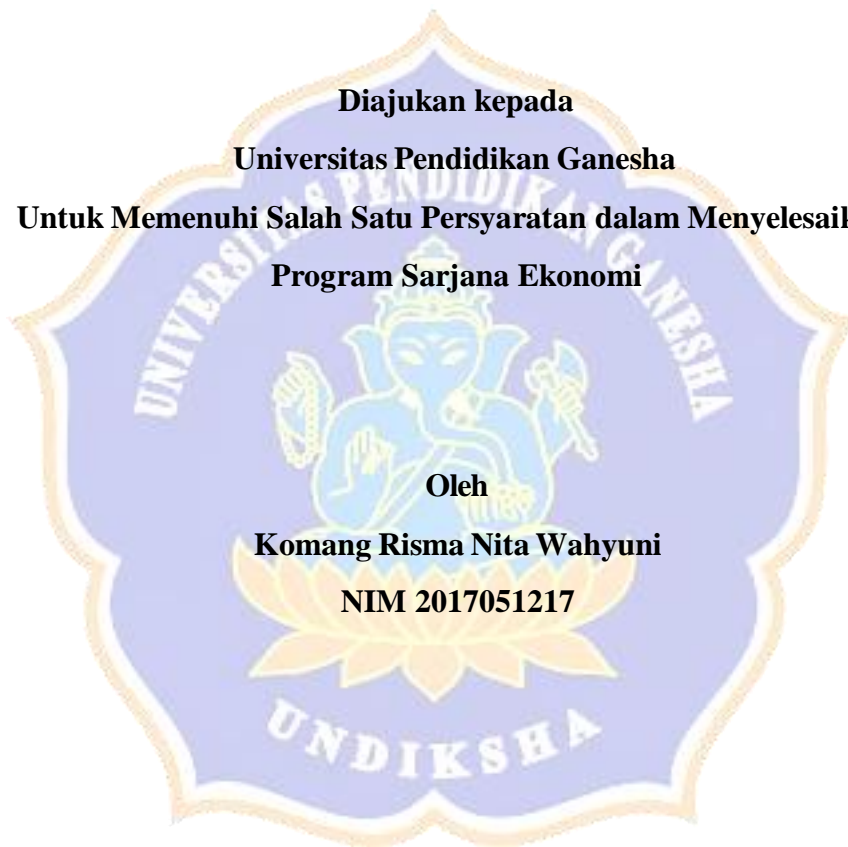 Diajukan kepada
Universitas Pendidikan Ganesha
Untuk Memenuhi Salah Satu Persyaratan dalam
Program Sarjana Ekonomi
UNIVERSITAS PENDIDIKAN GANESHA
Oleh
Komang Risma Nita Wahyuni
NIM 2017051217
UNDIKSHA